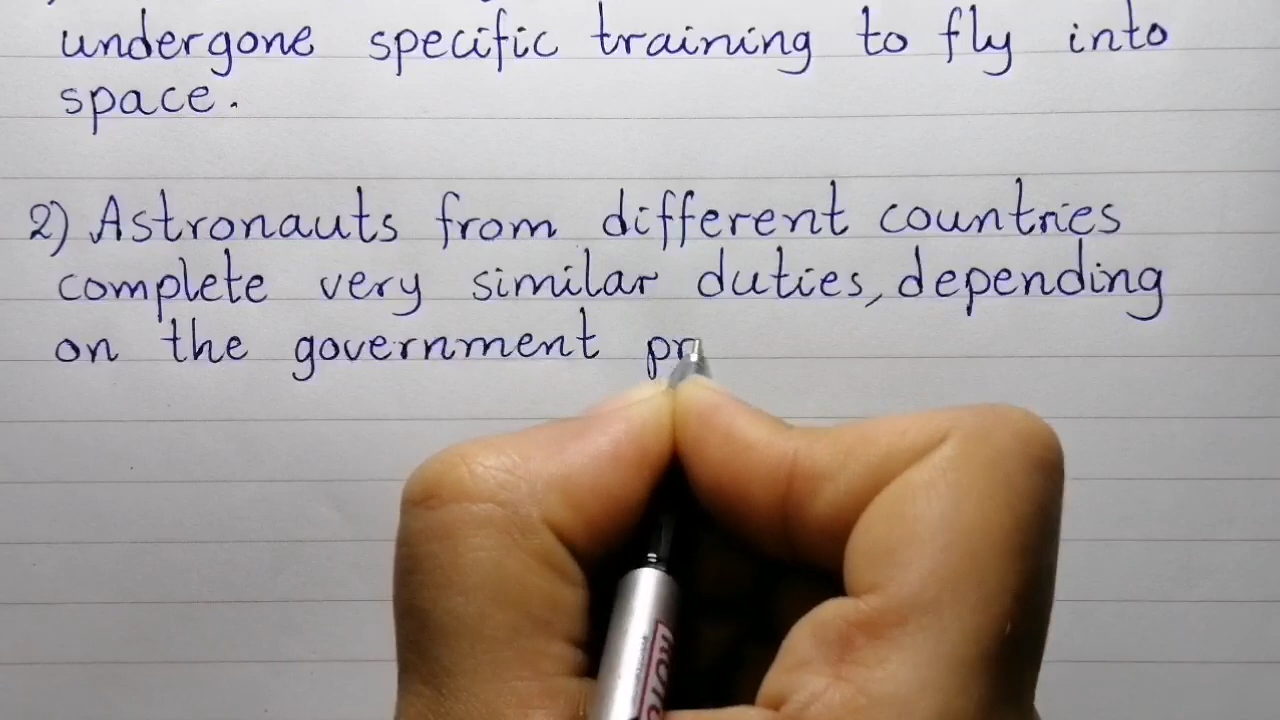 undergone specific training to fly into
space.
2) Astronauts from different countries
complete very similar duties, depending
on the government pr